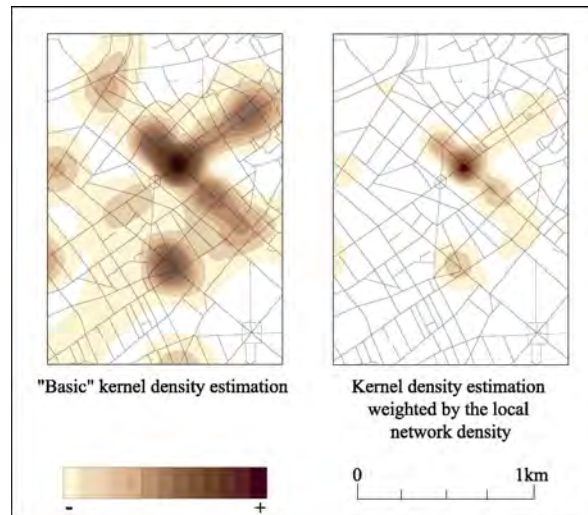 "Basic" kernel density estimation
Kernel density estimation
weighted by the local
network density
- +
0 1km